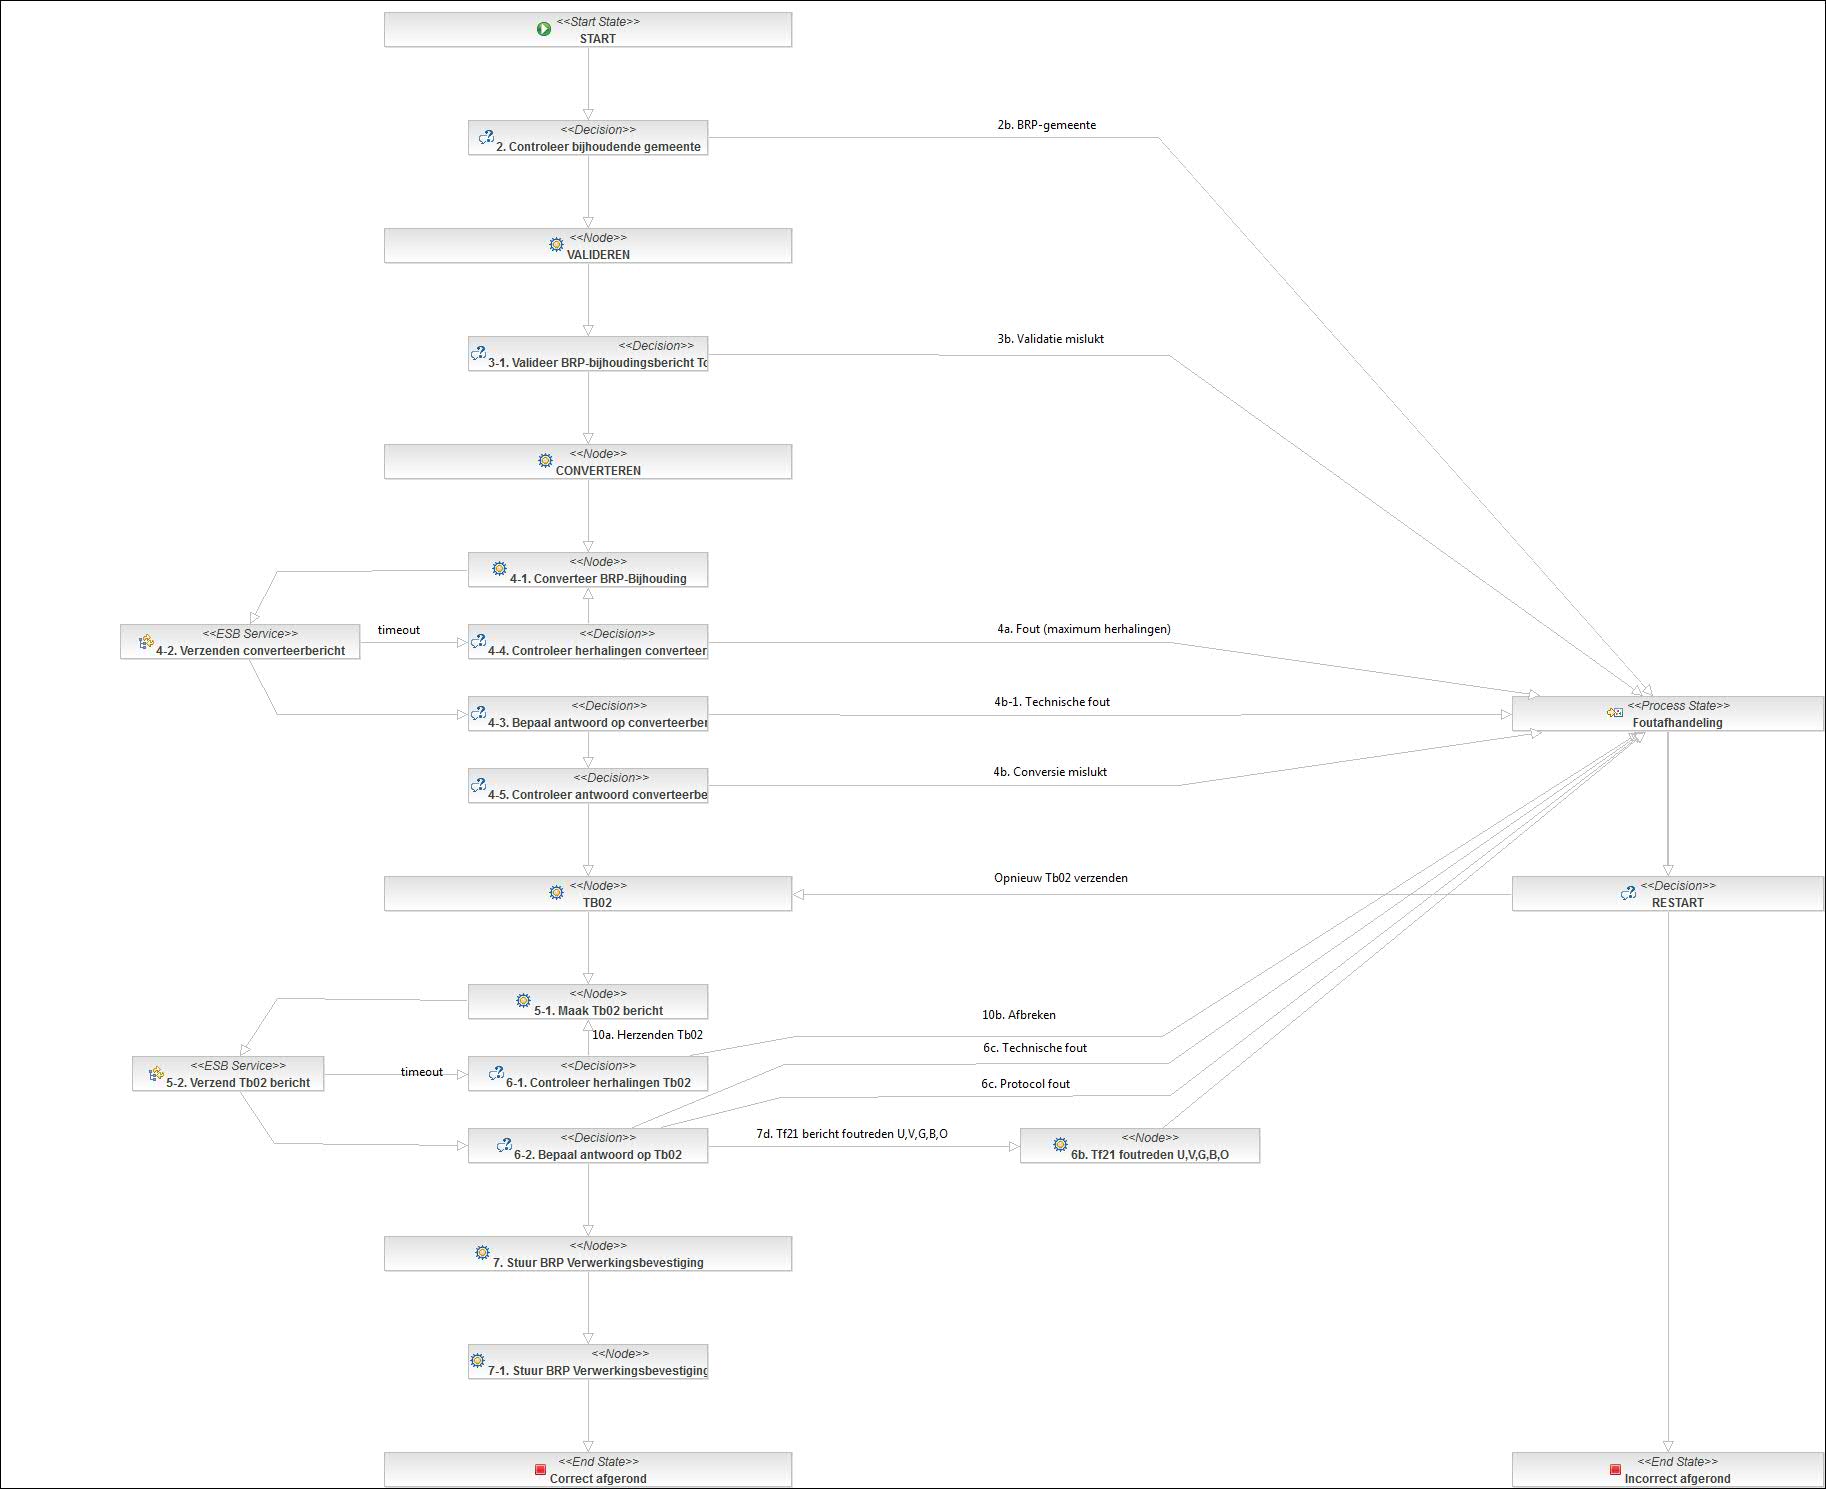 <<Start State>>
START
<<Decision>>
2. Controleer bijhoudende gemeente
2b. BRP-gemeente
<<Node>>
VALIDEREN
<<Decision>>
3-1. Valideer BRP-bijhoudingsbericht To
3b. Validatie mislukt
<<Node>>
CONVERTEREN
<<Node>>
4-1. Converteer BRP-Bijhouding
<<ESB Service>>
4-2. Verzenden converteerbericht
timeout
<<Decision>>
4-4. Controleer herhalingen converteer
4a. Fout (maximum herhalingen)
<<Decision>>
4-3. Bepaal antwoord op converteerber
4b-1. Technische fout
<<Process State>>
Foutafhandeling
<<Decision>>
4-5. Controleer antwoord converteerbe
4b. Conversie mislukt
<<Node>>
TB02
Opnieuw Tb02 verzenden
<<Decision>>
RESTART
<<Node>>
5-1. Maak Tb02 bericht
10a. Herzenden Tb02
10b. Afbreken
<<ESB Service>>
5-2. Verzend Tb02 bericht
timeout
<<Decision>>
6-1. Controleer herhalingen Tb02
6c. Technische fout
6c. Protocol fout
<<Decision>>
6-2. Bepaal antwoord op Tb02
7d. Tf21 bericht foutreden U,V,G,B,O
<<Node>>
6b. Tf21 foutreden U,V,G,B,O
<<Node>>
7. Stuur BRP Verwerkingsbevestiging
<<Node>>
7-1. Stuur BRP Verwerkingsbevestiging
<<End State>>
Correct afgerond
<<End State>>
Incorrect afgerond